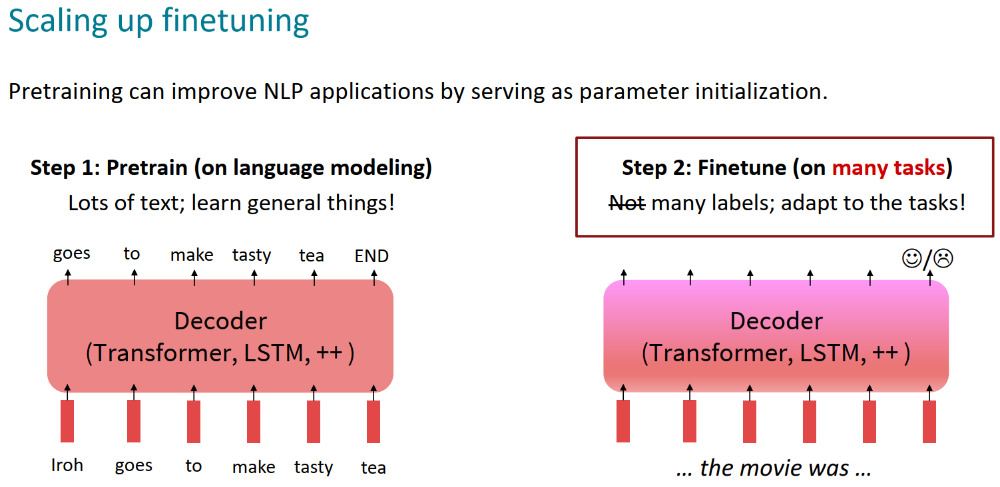 Scaling up finetuning
Pretraining can improve NLP applications by serving as parameter initialization.
Step 1: Pretrain (on language modeling)
Lots of text; learn general things!
goes to make tasty tea END
Decoder
(Transformer, LSTM, ++ )
Iroh goes to make tasty tea
Step 2: Finetune (on many tasks)
Not many labels; adapt to the tasks!
☺/☹
Decoder
(Transformer, LSTM, ++ )
… the movie was …